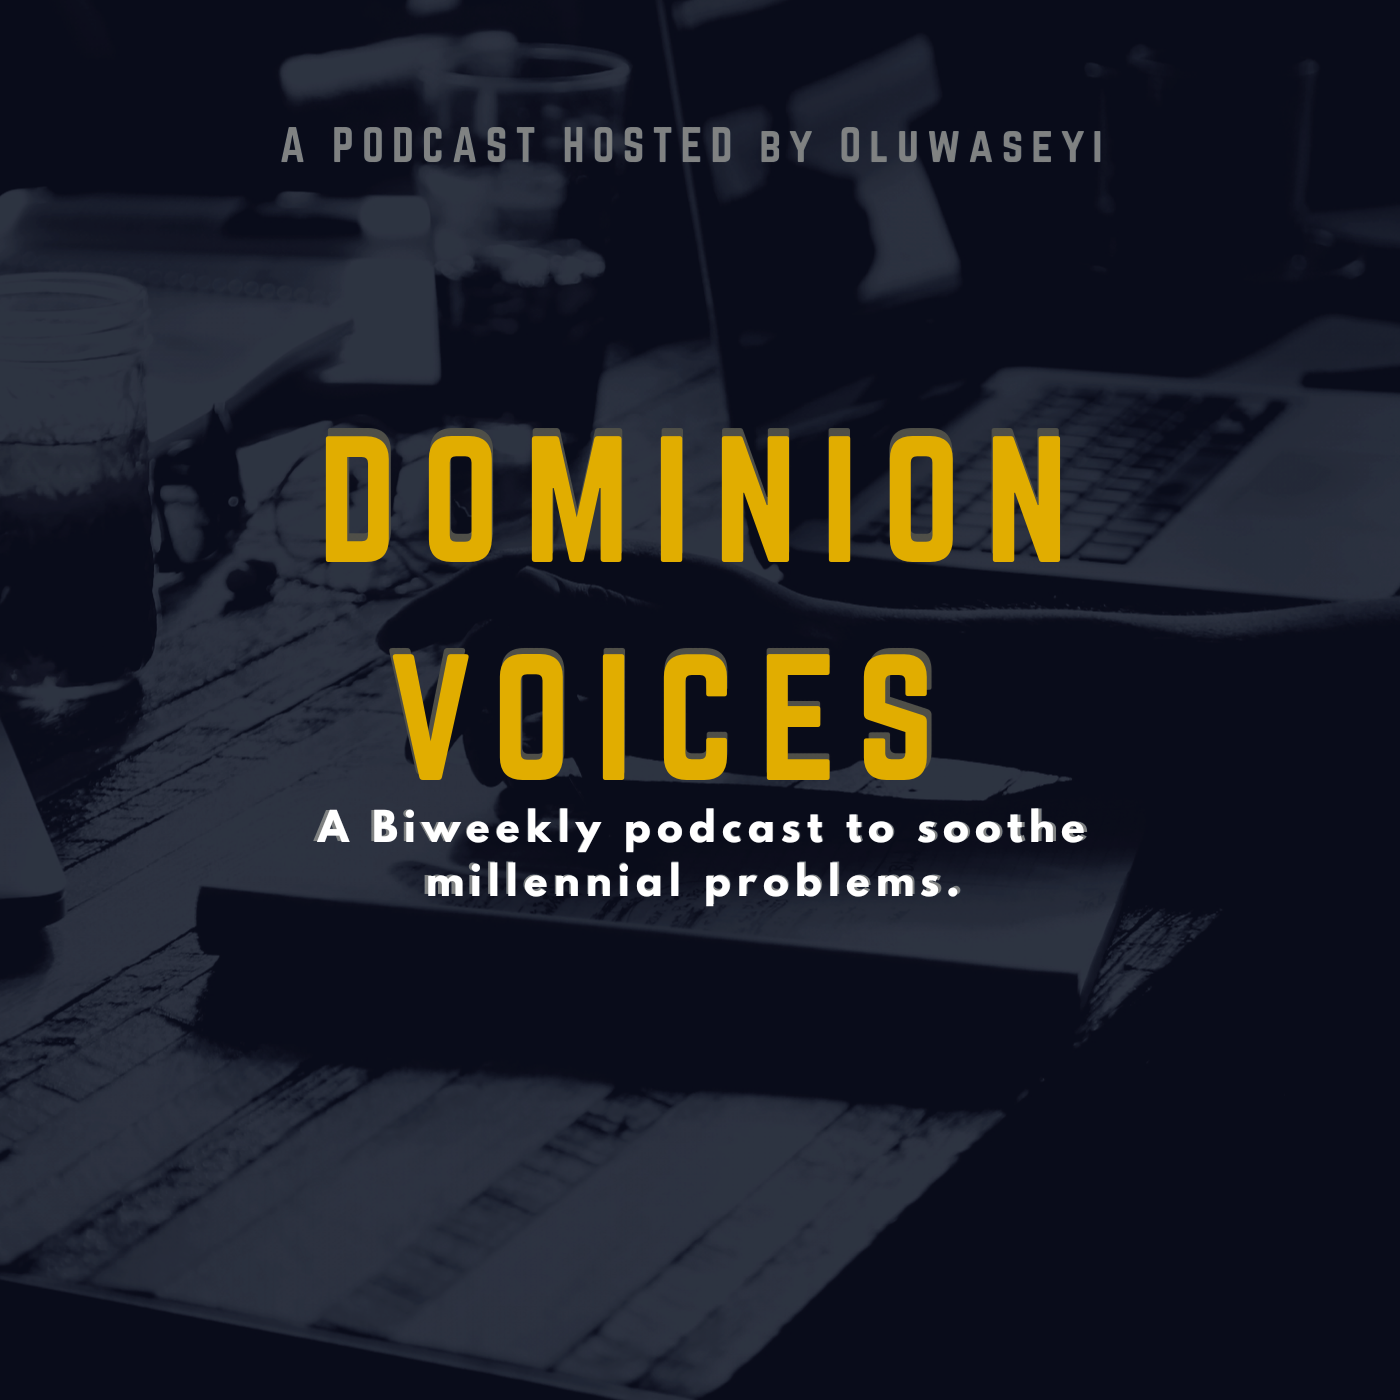 A PODCAST HOSTED BY OLUWASEYI
DOMINION
VOICES
A Biweekly podcast to soothe
millennial problems.